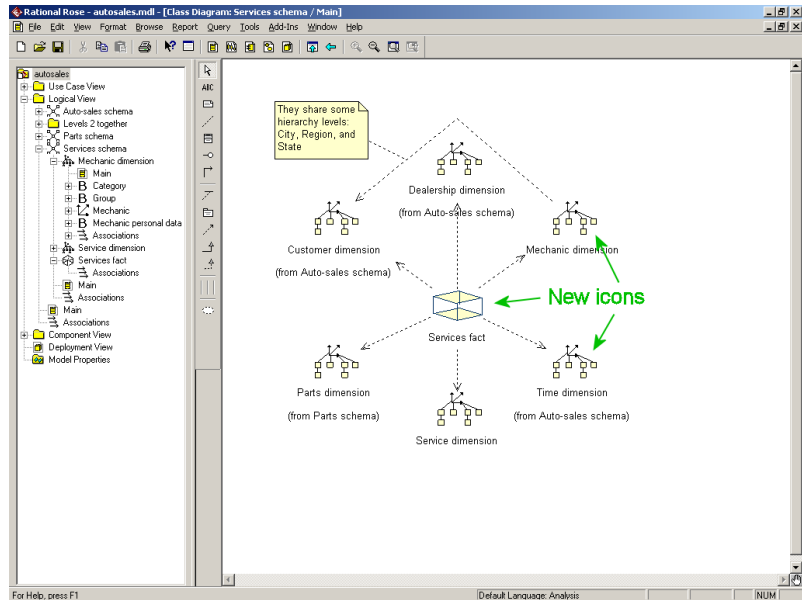 Rational Rose - autosales.mdl - [Class Diagram: Services schema / Main]
File Edit View Format Browse Report Query Tools Add-Ins Window Help
autosales
Use Case View
Logical View
Auto-sales schema
Levels 2 together
Parts schema
Services schema
Mechanic dimension
Main
B Category
B Group
Mechanic
B Mechanic personal data
Associations
Service dimension
Services fact
Associations
Main
Associations
Main
Associations
Component View
Deployment View
Model Properties
ABC
They share some
hierarchy levels:
City, Region, and
State
Dealership dimension
(from Auto-sales schema)
Customer dimension
(from Auto-sales schema)
Mechanic dimension
New icons
Services fact
Parts dimension
(from Parts schema)
Time dimension
(from Auto-sales schema)
Service dimension
For Help, press F1
Default Language: Analysis
NUM